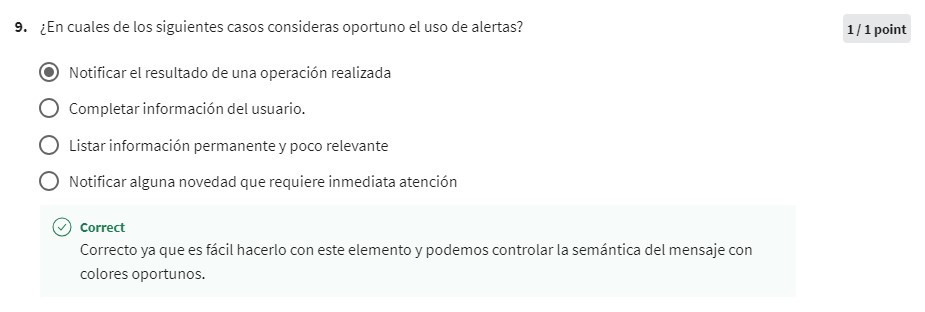 9. ¿En cuales de los siguientes casos consideras oportuno el uso de alertas?
1 / 1 point
Notificar el resultado de una operación realizada
Completar información del usuario.
Listar información permanente y poco relevante
Notificar alguna novedad que requiere inmediata atención
Correct
Correcto ya que es fácil hacerlo con este elemento y podemos controlar la semántica del mensaje con
colores oportunos.